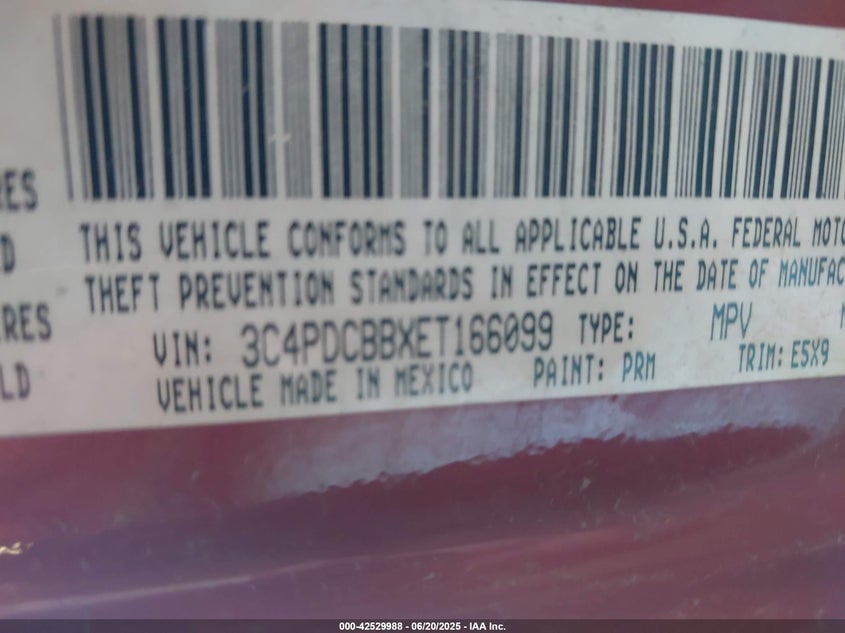 RES
D
RES
LD
THIS VEHICLE CONFORMS TO ALL APPLICABLE U.S.A. FEDERAL MOTO
THEFT PREVENTION STANDARDS IN EFFECT ON THE DATE OF MANUFAC
VIN: 3C4PDCBBXET166099 TYPE: MPV
VEHICLE MADE IN MEXICO PAINT: PRM TRIM: E5X9
000-42529988 - 06/20/2025 - IAA Inc.